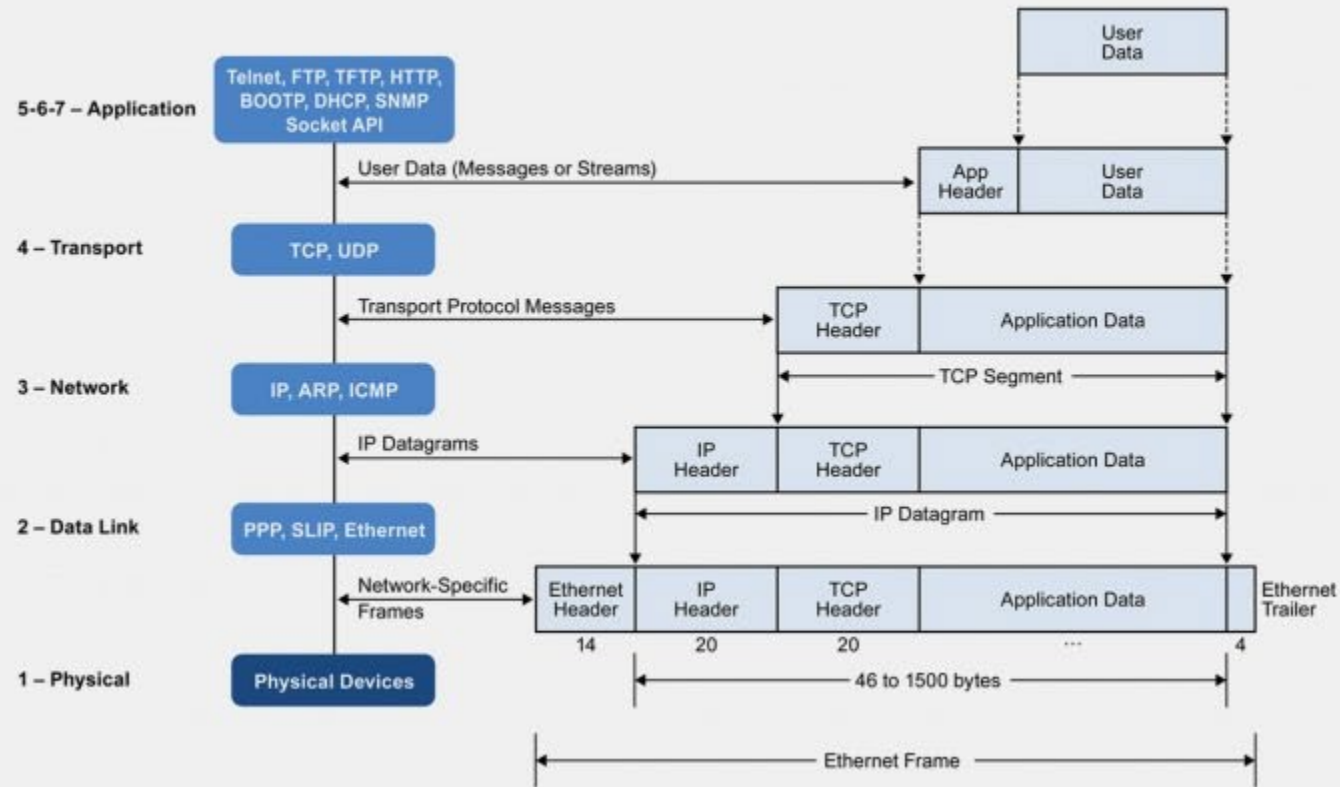 User
Data
Telnet, FTP, TFTP, HTTP,
BOOTP, DHCP, SNMP
Socket API
5-6-7 – Application
User Data (Messages or Streams)
App
Header
User
Data
4 – Transport
TCP, UDP
Transport Protocol Messages
TCP
Header
Application Data
TCP Segment
3 – Network
IP, ARP, ICMP
IP Datagrams
IP
Header
TCP
Header
Application Data
IP Datagram
2 – Data Link
PPP, SLIP, Ethernet
Network-Specific
Frames
Ethernet
Header
IP
Header
TCP
Header
Application Data
Ethernet
Trailer
14
20
20
...
4
1 – Physical
Physical Devices
46 to 1500 bytes
Ethernet Frame